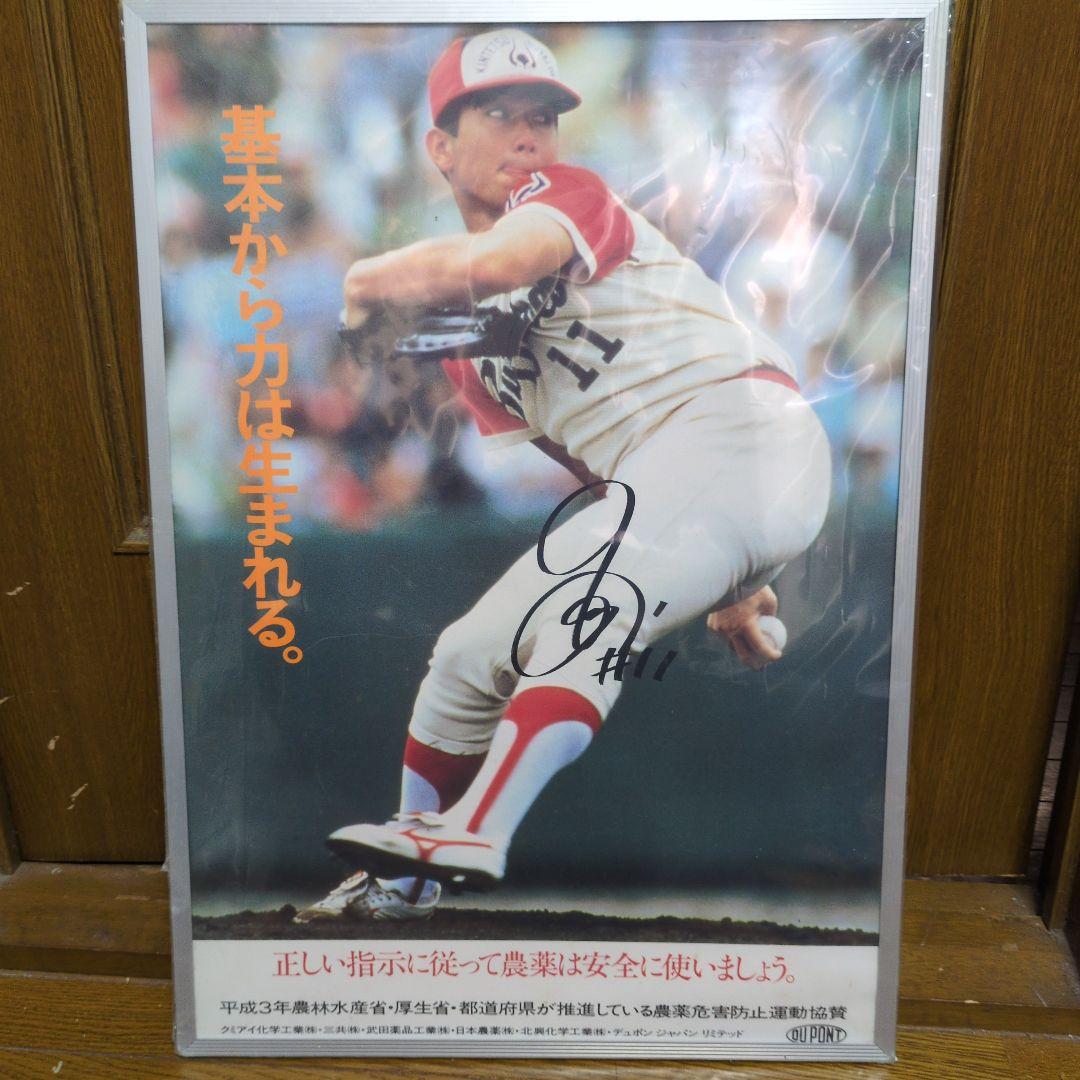 基本から力は生まれる。
KINTETSU
11
#11
正しい指示に従って農薬は安全に使いましょう。
平成3年農林水産省・厚生省・都道府県が推進している農薬危害防止運動協賛
クミアイ化学工業㈱・三共㈱・武田薬品工業㈱・日本農薬㈱・北興化学工業㈱・デュポン ジャパン リミテッド
DU PONT